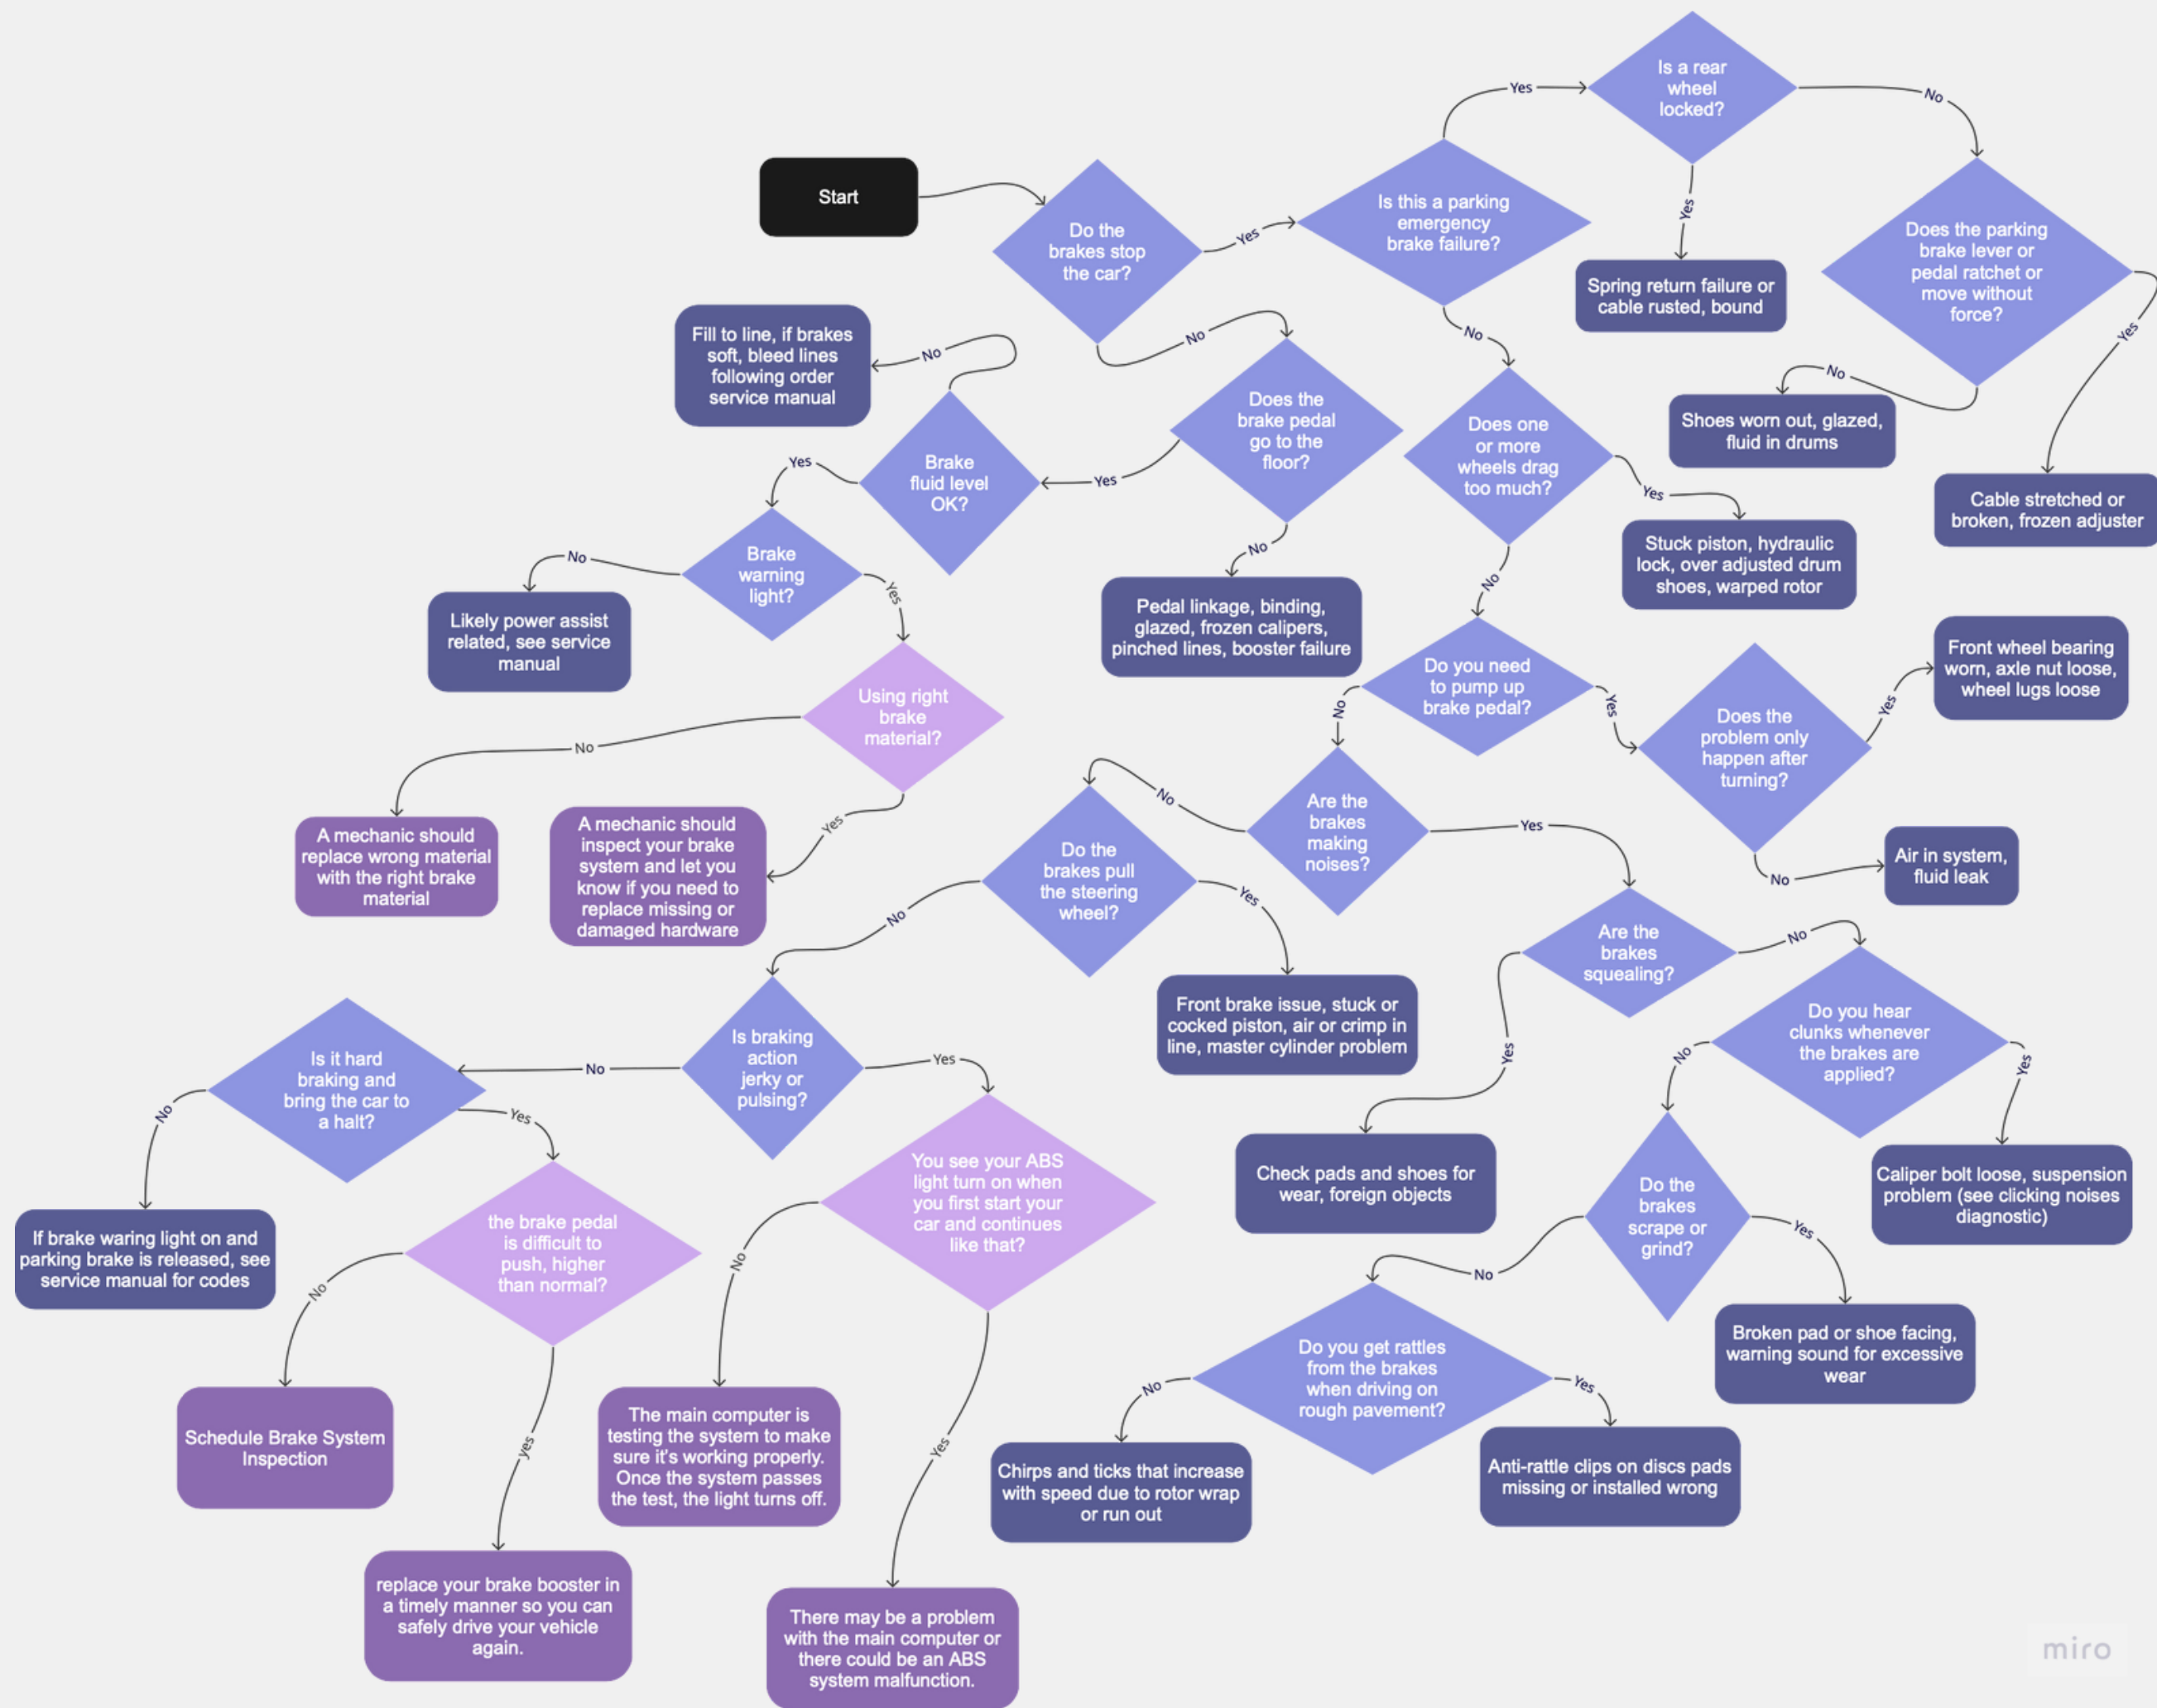 Is a rear
wheel
locked?
Yes
No
Start
Do the
brakes stop
the car?
Yes
Is this a parking
emergency
brake failure?
Yes
Does the parking
brake lever or
pedal ratchet or
move without
force?
Spring return failure or
cable rusted, bound
Yes
Fill to line, if brakes
soft, bleed lines
following order
service manual
No
No
No
No
Shoes worn out, glazed,
fluid in drums
Does the
brake pedal
go to the
floor?
Does one
or more
wheels drag
too much?
Brake
fluid level
OK?
Yes
Yes
Yes
Cable stretched or
broken, frozen adjuster
Brake
warning
light?
No
Yes
No
No
Stuck piston, hydraulic
lock, over adjusted drum
shoes, warped rotor
Likely power assist
related, see service
manual
Pedal linkage, binding,
glazed, frozen calipers,
pinched lines, booster failure
Do you need
to pump up
brake pedal?
Front wheel bearing
worn, axle nut loose,
wheel lugs loose
Using right
brake
material?
No
Yes
Does the
problem only
happen after
turning?
Yes
No
Yes
A mechanic should
replace wrong material
with the right brake
material
A mechanic should
inspect your brake
system and let you
know if you need to
replace missing or
damaged hardware
Do the
brakes pull
the steering
wheel?
No
Are the
brakes
making
noises?
Yes
No
Air in system,
fluid leak
No
Yes
Are the
brakes
squealing?
No
Is it hard
braking and
bring the car to
a halt?
No
Is braking
action
jerky or
pulsing?
Yes
Front brake issue, stuck or
cocked piston, air or crimp in
line, master cylinder problem
Yes
Do you hear
clunks whenever
the brakes are
applied?
No
Yes
No
Yes
You see your ABS
light turn on when
you first start your
car and continues
like that?
Check pads and shoes for
wear, foreign objects
Do the
brakes
scrape or
grind?
Caliper bolt loose, suspension
problem (see clicking noises
diagnostic)
If brake waring light on and
parking brake is released, see
service manual for codes
the brake pedal
is difficult to
push, higher
than normal?
No
No
No
Yes
Do you get rattles
from the brakes
when driving on
rough pavement?
Broken pad or shoe facing,
warning sound for excessive
wear
No
Yes
Schedule Brake System
Inspection
yes
The main computer is
testing the system to make
sure it's working properly.
Once the system passes
the test, the light turns off.
Yes
Chirps and ticks that increase
with speed due to rotor wrap
or run out
Anti-rattle clips on discs pads
missing or installed wrong
replace your brake booster in
a timely manner so you can
safely drive your vehicle
again.
There may be a problem
with the main computer or
there could be an ABS
system malfunction.
miro